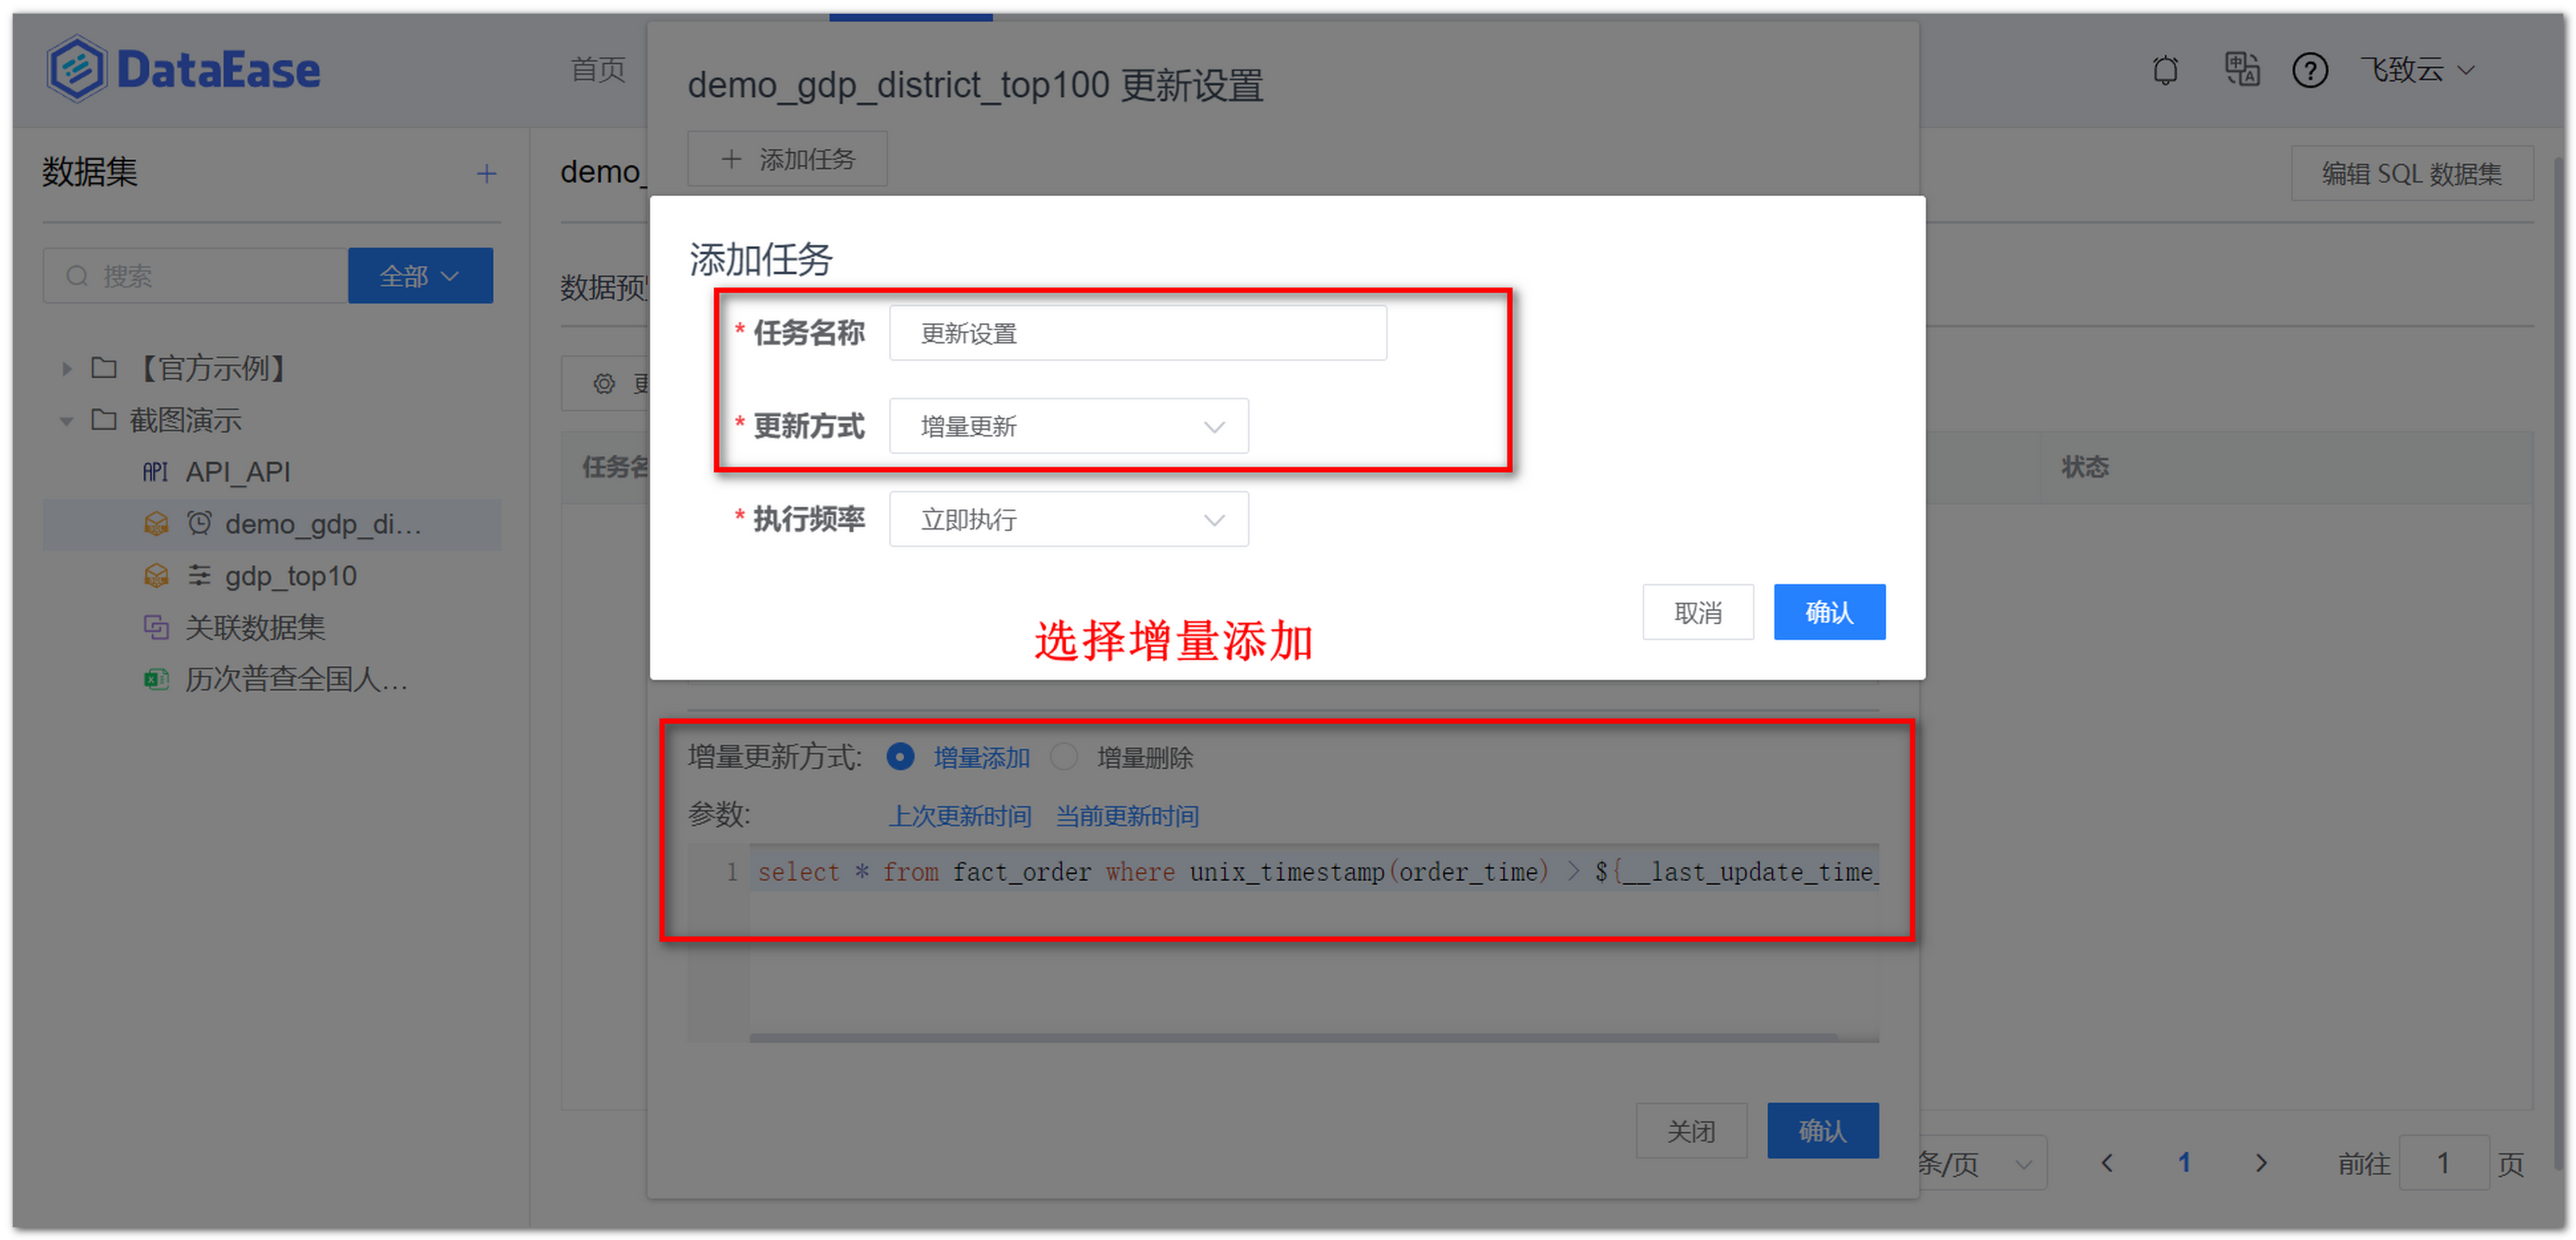 DataEase
首页
飞致云
数据集
搜索
全部
【官方示例】
截图演示
API API_API
demo_gdp_di...
gdp_top10
关联数据集
历次普查全国人...
demo_
编辑 SQL 数据集
数据预
任务名
状态
demo_gdp_district_top100 更新设置
添加任务
添加任务
* 任务名称 更新设置
* 更新方式 增量更新
* 执行频率 立即执行
取消 确认
选择增量添加
增量更新方式: 增量添加 增量删除
参数: 上次更新时间 当前更新时间
1 select * from fact_order where unix_timestamp(order_time) > ${__last_update_time_
关闭 确认
条/页 1 前往 1 页